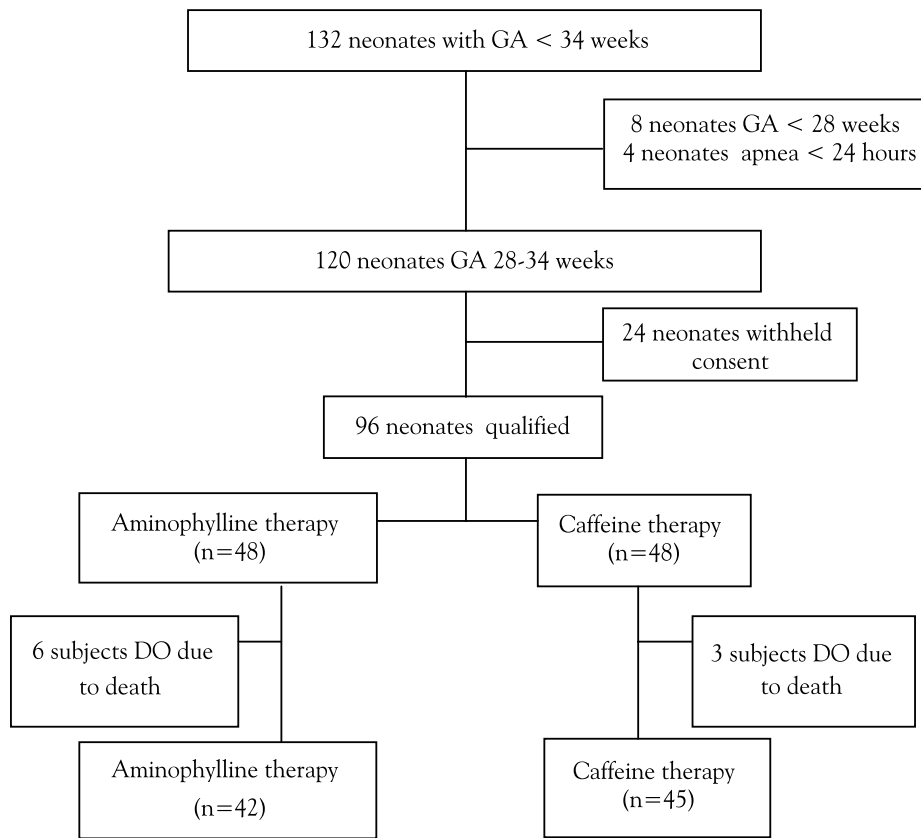 132 neonates with GA < 34 weeks
8 neonates GA < 28 weeks
4 neonates apnea < 24 hours
120 neonates GA 28-34 weeks
24 neonates withheld
consent
96 neonates qualified
Aminophylline therapy
(n=48)
Caffeine therapy
(n=48)
6 subjects DO due
to death
3 subjects DO due
to death
Aminophylline therapy
(n=42)
Caffeine therapy
(n=45)